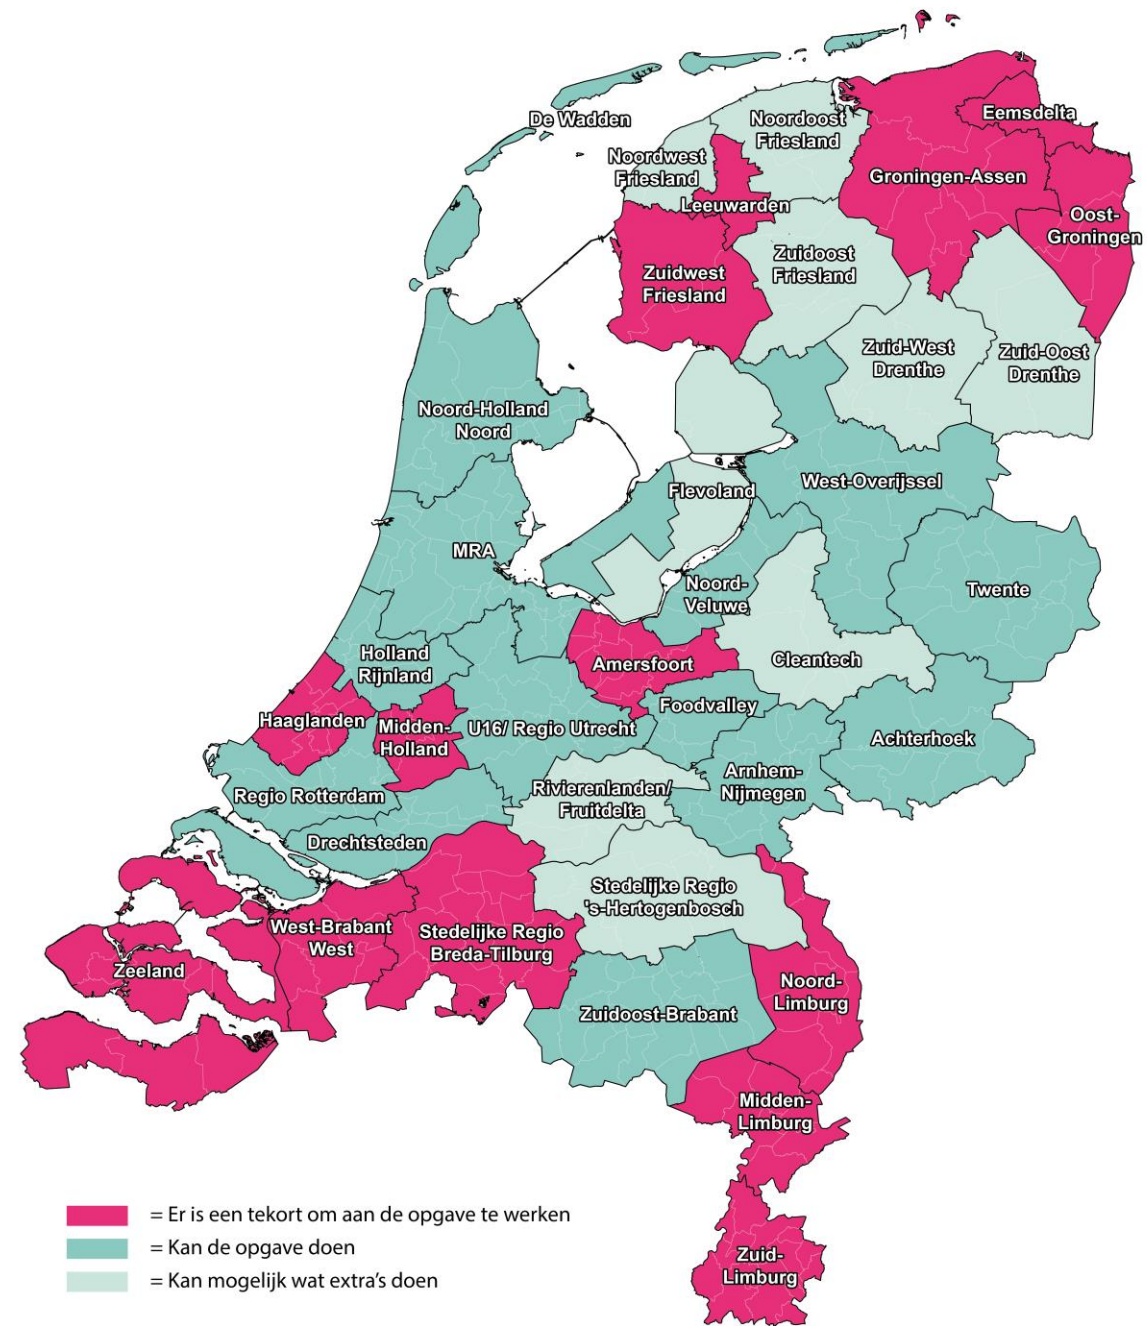 De Wadden
Noordoost
Friesland
Eemsdelta
Noordwest
Friesland
Groningen-Assen
Leeuwarden
Oost-
Groningen
Zuidoost
Friesland
Zuidwest
Friesland
Zuid-West
Drenthe
Zuid-Oost
Drenthe
Noord-Holland
Noord
West-Overijssel
Flevoland
MRA
Noord-
Veluwe
Twente
Holland
Rijnland
Amersfoort
Cleantech
Foodvalley
Haaglanden
Midden-
Holland
U16/ Regio Utrecht
Achterhoek
Arnhem-
Nijmegen
Regio Rotterdam
Rivierenlanden/
Fruitdelta
Drechtsteden
Stedelijke Regio
's-Hertogenbosch
West-Brabant
West
Stedelijke Regio
Breda-Tilburg
Zeeland
Noord-
Limburg
Zuidoost-Brabant
Midden-
Limburg
Zuid-
Limburg
= Er is een tekort om aan de opgave te werken
= Kan de opgave doen
= Kan mogelijk wat extra’s doen